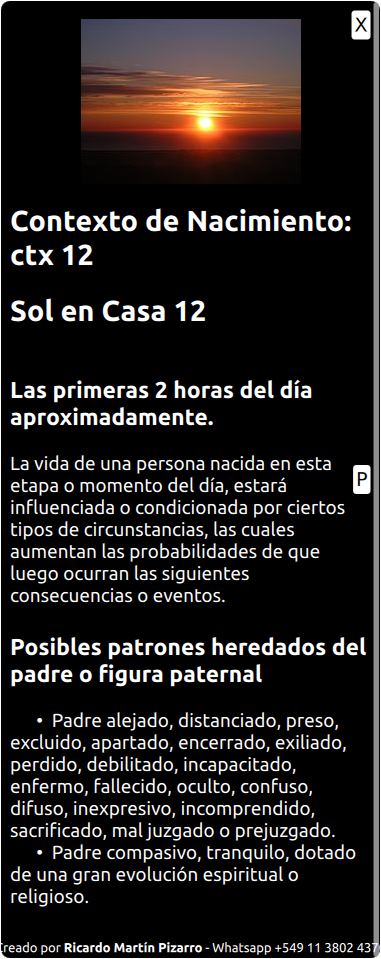 X
Contexto de Nacimiento:
ctx 12
Sol en Casa 12
Las primeras 2 horas del día
aproximadamente.
La vida de una persona nacida en esta
P
etapa o momento del día, estará
influenciada o condicionada por ciertos
tipos de circunstancias, las cuales
aumentan las probabilidades de que
luego ocurran las siguientes
consecuencias o eventos.
Posibles patrones heredados del
padre o figura paternal
• Padre alejado, distanciado, preso,
excluido, apartado, encerrado, exiliado,
perdido, debilitado, incapacitado,
enfermo, fallecido, oculto, confuso,
difuso, inexpresivo, incomprendido,
sacrificado, mal juzgado o prejuzgado.
• Padre compasivo, tranquilo, dotado
de una gran evolución espiritual o
religioso.
Creado por Ricardo Martín Pizarro - Whatsapp +549 11 3802 437